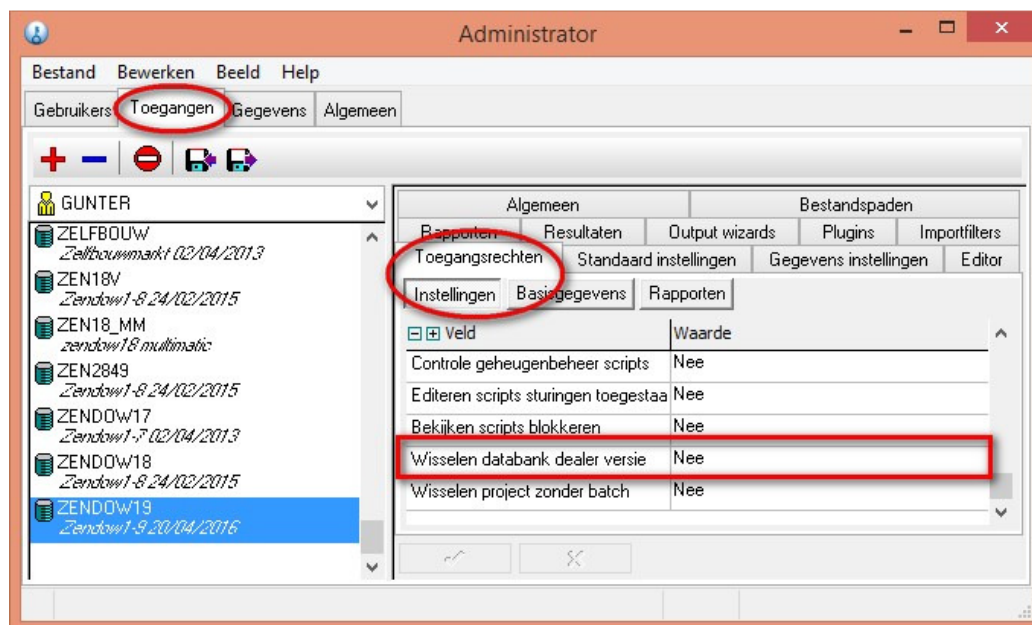 Administrator
Bestand Bewerken Beeld Help
Gebruikers Toegangen Gegevens Algemeen
GUNTER
ZELFBOUW
Zelfbouwmarkt 02/04/2013
ZEN18V
Zendow1-8 24/02/2015
ZEN18_MM
zendow18 multimatic
ZEN2849
Zendow1-8 24/02/2015
ZENDOW17
Zendow1-7 02/04/2013
ZENDOW18
Zendow1-8 24/02/2015
ZENDOW19
Zendow1-9 20/04/2016
Algemeen Bestandspaden
Rapporten Resultaten Output wizards Plugins Importfilters
Toegangsrechten Standaard instellingen Gegevens instellingen Editor
Instellingen Basisgegevens Rapporten
Veld Waarde
Controle geheugenbeheer scripts Nee
Editeren scripts sturingen toegestaa Nee
Bekijken scripts blokkeren Nee
Wisselen databank dealer versie Nee
Wisselen project zonder batch Nee